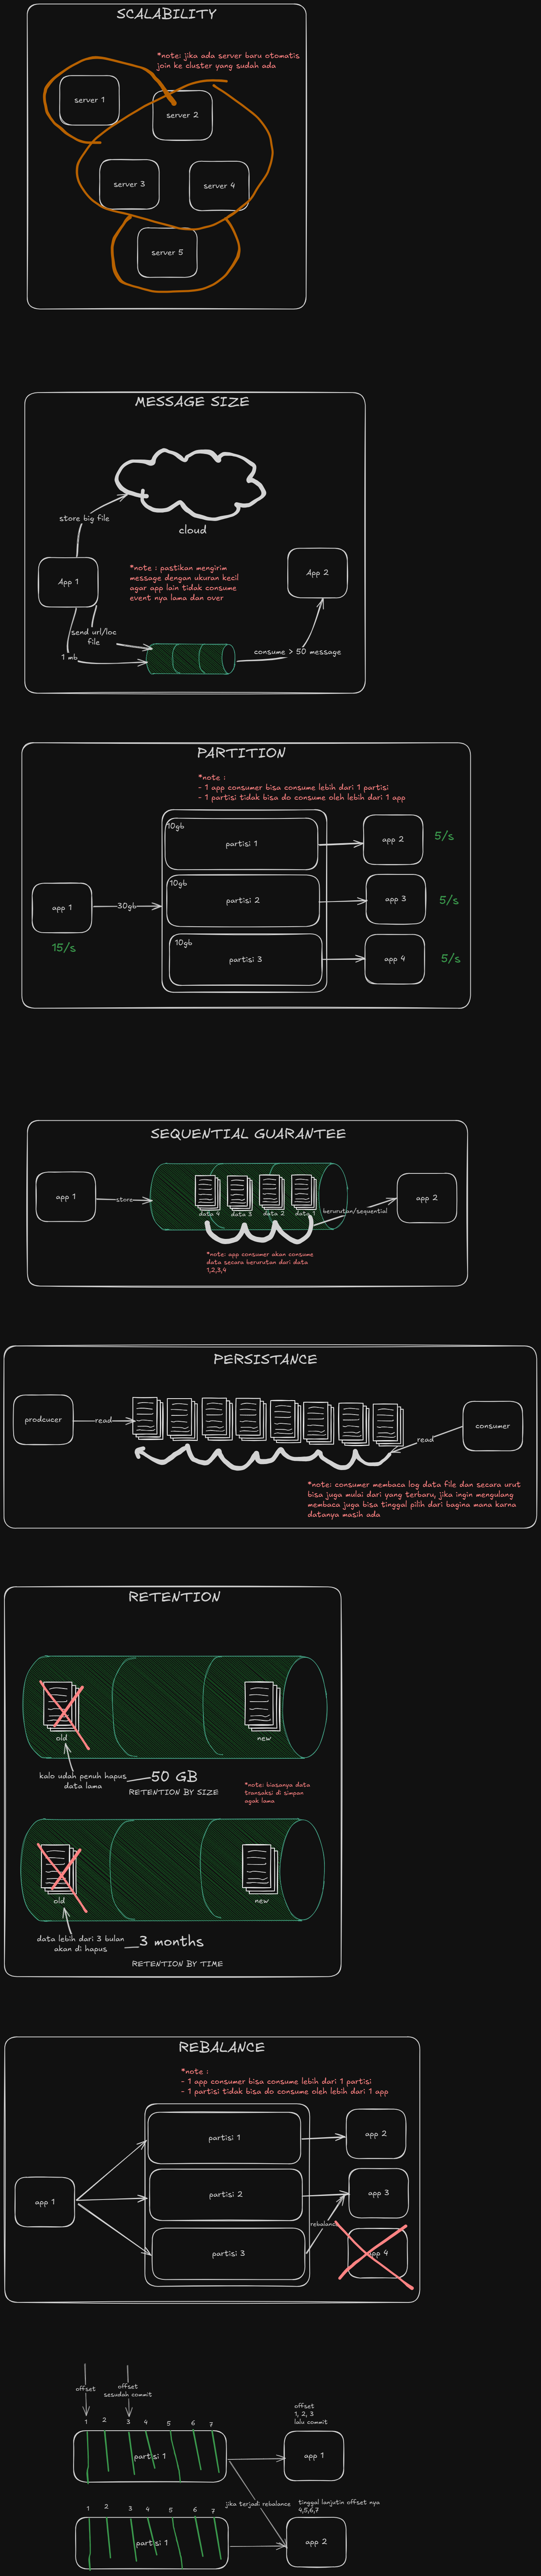 SCALABILITY
*note: jika ada server baru otomatis
join ke cluster yang sudah ada
server 1
server 2
server 3
server 4
server 5
MESSAGE SIZE
store big file
cloud
App 1
*note : pastikan mengirim
message dengan ukuran kecil
agar app lain tidak consume
event nya lama dan over
App 2
send url/loc
file
1 mb
consume > 50 message
PARTITION
*note :
- 1 app consumer bisa consume lebih dari 1 partisi
- 1 partisi tidak bisa do consume oleh lebih dari 1 app
10gb
partisi 1
app 2
5/s
10gb
app 1
30gb
partisi 2
app 3
5/s
15/s
10gb
partisi 3
app 4
5/s
SEQUENTIAL GUARANTEE
app 1
store
data 4
data 3
data 2
data 1
berurutan/sequential
app 2
*note: app consumer akan consume
data secara berurutan dari data
1,2,3,4
PERSISTANCE
prodcucer
read
consumer
read
*note: consumer membaca log data file dan secara urut
bisa juga mulai dari yang terbaru, jika ingin mengulang
membaca juga bisa tinggal pilih dari bagina mana karna
datanya masih ada
RETENTION
old
new
kalo udah penuh hapus
data lama
50 GB
RETENTION BY SIZE
*note: biasanya data
transaksi di simpan
agak lama
old
new
data lebih dari 3 bulan
akan di hapus
3 months
RETENTION BY TIME
REBALANCE
*note :
- 1 app consumer bisa consume lebih dari 1 partisi
- 1 partisi tidak bisa do consume oleh lebih dari 1 app
partisi 1
app 2
app 1
partisi 2
app 3
rebalance
partisi 3
app 4
offset
offset
sesudah commit
1 2 3 4 5 6 7
partisi 1
offset
1, 2, 3
lalu commit
app 1
jika terjadi rebalance
tinggal lanjutin offset nya
4,5,6,7
1 2 3 4 5 6 7
partisi 1
app 2